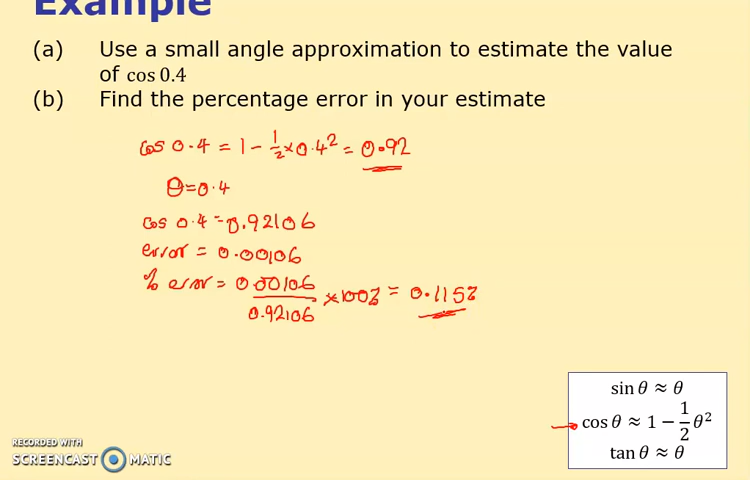 Example
(a) Use a small angle approximation to estimate the value
of cos 0.4
(b) Find the percentage error in your estimate
cos 0.4 = 1 - 1/2 × 0.4² = 0.92
θ = 0.4
cos 0.4 = 0.92106
error = 0.00106
% error = 0.00106/0.92106 × 100% = 0.115%
sin θ ≈ θ
cos θ ≈ 1 − 1/2 θ²
tan θ ≈ θ
RECORDED WITH
SCREENCAST MATIC